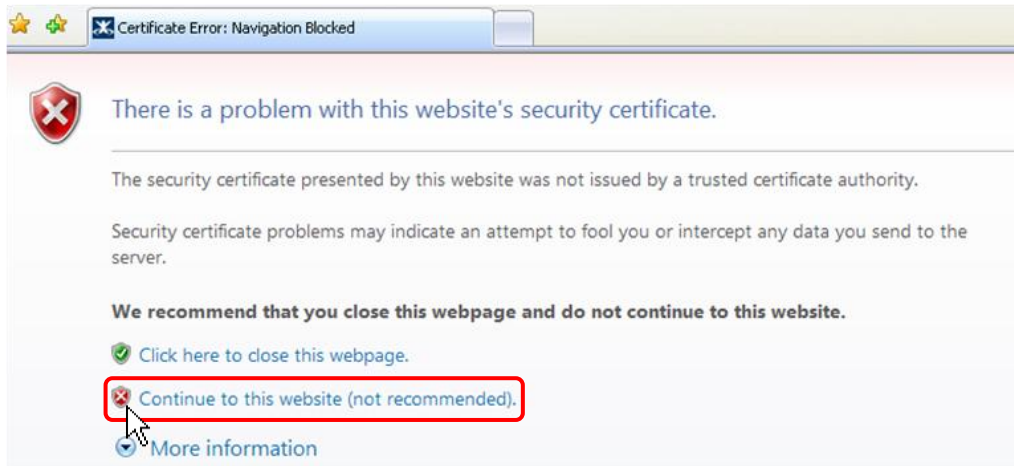 Certificate Error: Navigation Blocked
There is a problem with this website's security certificate.
The security certificate presented by this website was not issued by a trusted certificate authority.
Security certificate problems may indicate an attempt to fool you or intercept any data you send to the
server.
We recommend that you close this webpage and do not continue to this website.
Click here to close this webpage.
Continue to this website (not recommended).
More information